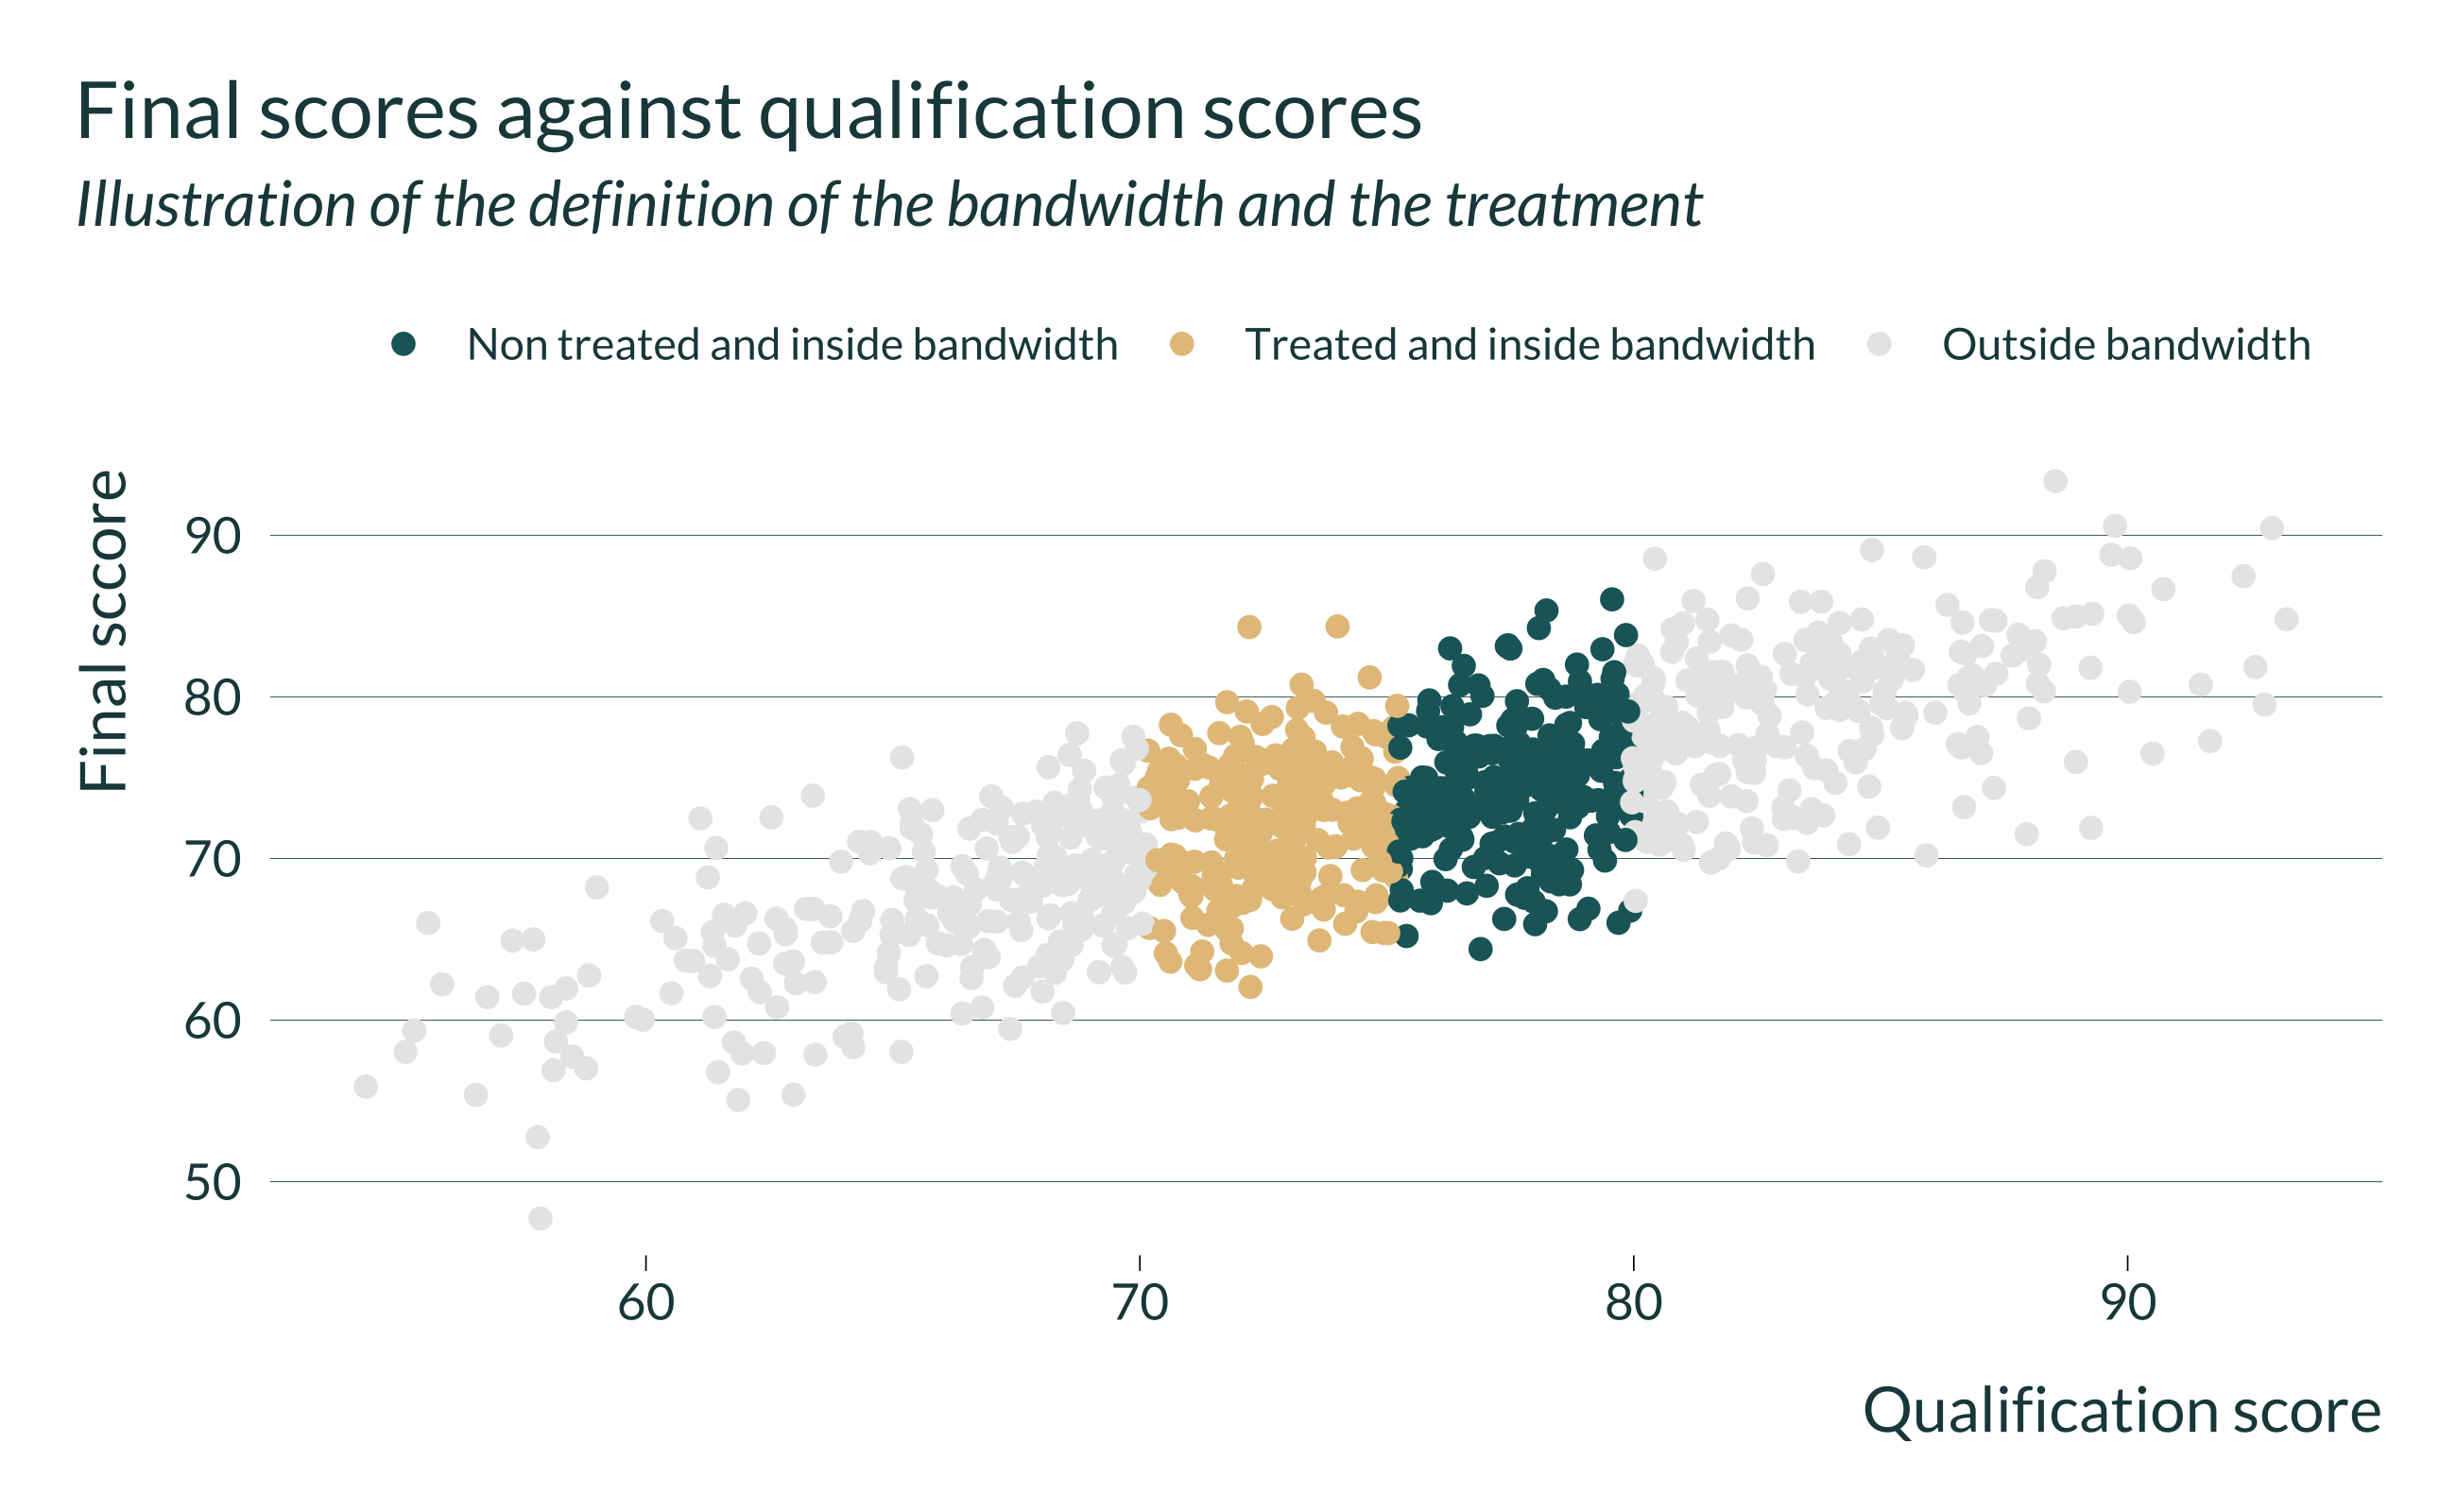 Final scores against qualification scores
Illustration of the definition of the bandwidth and the treatment
Non treated and inside bandwidth Treated and inside bandwidth Outside bandwidth
Final sccore
90
80
70
60
50
60 70 80 90
Qualification score